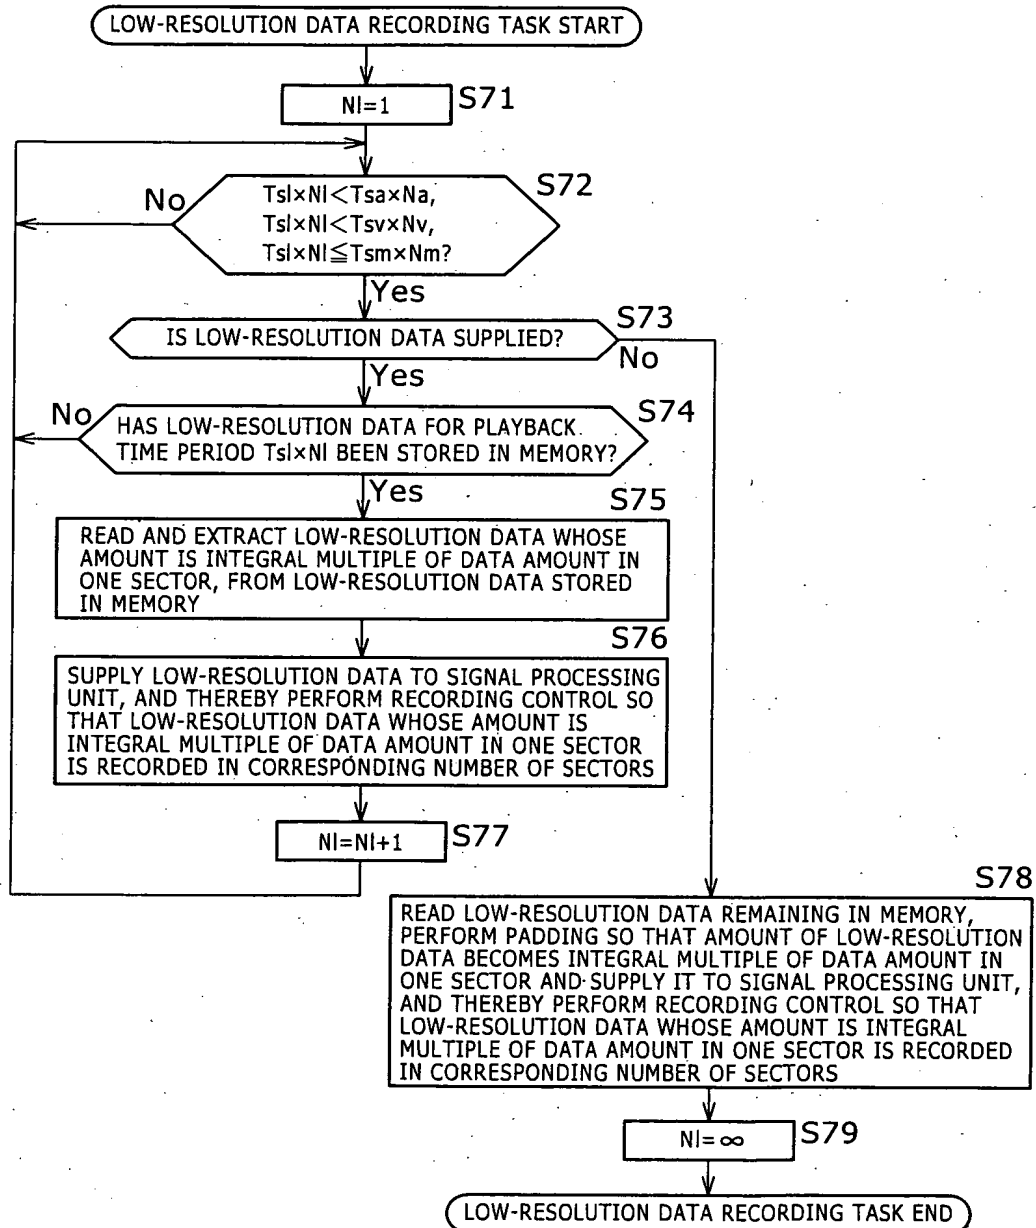 LOW-RESOLUTION DATA RECORDING TASK START
Nl=1
S71
No
Tsl×Nl<Tsa×Na,
Tsl×Nl<Tsv×Nv,
Tsl×Nl≦Tsm×Nm?
S72
Yes
IS LOW-RESOLUTION DATA SUPPLIED?
S73
No
Yes
No
HAS LOW-RESOLUTION DATA FOR PLAYBACK
TIME PERIOD Tsl×Nl BEEN STORED IN MEMORY?
S74
Yes
S75
READ AND EXTRACT LOW-RESOLUTION DATA WHOSE
AMOUNT IS INTEGRAL MULTIPLE OF DATA AMOUNT IN
ONE SECTOR, FROM LOW-RESOLUTION DATA STORED
IN MEMORY
S76
SUPPLY LOW-RESOLUTION DATA TO SIGNAL PROCESSING
UNIT, AND THEREBY PERFORM RECORDING CONTROL SO
THAT LOW-RESOLUTION DATA WHOSE AMOUNT IS
INTEGRAL MULTIPLE OF DATA AMOUNT IN ONE SECTOR
IS RECORDED IN CORRESPONDING NUMBER OF SECTORS
Nl=Nl+1
S77
S78
READ LOW-RESOLUTION DATA REMAINING IN MEMORY,
PERFORM PADDING SO THAT AMOUNT OF LOW-RESOLUTION
DATA BECOMES INTEGRAL MULTIPLE OF DATA AMOUNT IN
ONE SECTOR AND SUPPLY IT TO SIGNAL PROCESSING UNIT,
AND THEREBY PERFORM RECORDING CONTROL SO THAT
LOW-RESOLUTION DATA WHOSE AMOUNT IS INTEGRAL
MULTIPLE OF DATA AMOUNT IN ONE SECTOR IS RECORDED
IN CORRESPONDING NUMBER OF SECTORS
Nl=∞
S79
LOW-RESOLUTION DATA RECORDING TASK END